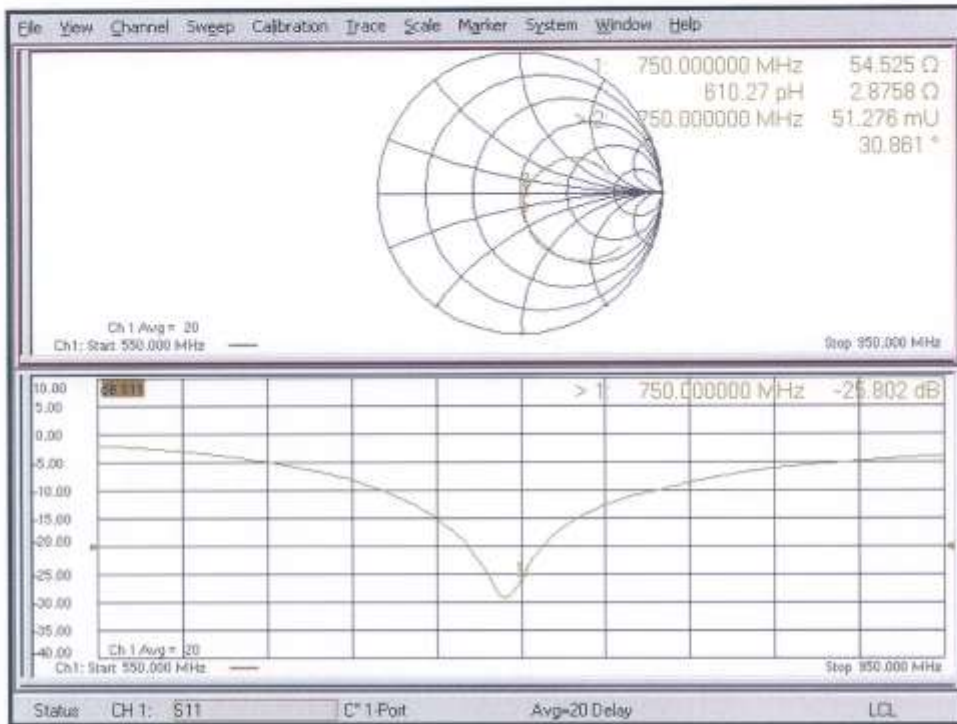 File View Channel Sweep Calibration Trace Scale Marker System Window Help
1: 750.000000 MHz 54.525 Ω
610.27 pH 2.8758 Ω
> 2: 750.000000 MHz 51.276 mU
30.861 °
Ch 1 Avg = 20
Ch1: Start 550.000 MHz
Stop 950.000 MHz
10.00
dB S11
> 1: 750.000000 MHz -25.802 dB
5.00
0.00
-5.00
-10.00
-15.00
-20.00
-25.00
-30.00
-35.00
-40.00
Ch 1 Avg = 20
Ch1: Start 550.000 MHz
Stop 950.000 MHz
Status CH 1: S11 C* 1-Port Avg=20 Delay LCL